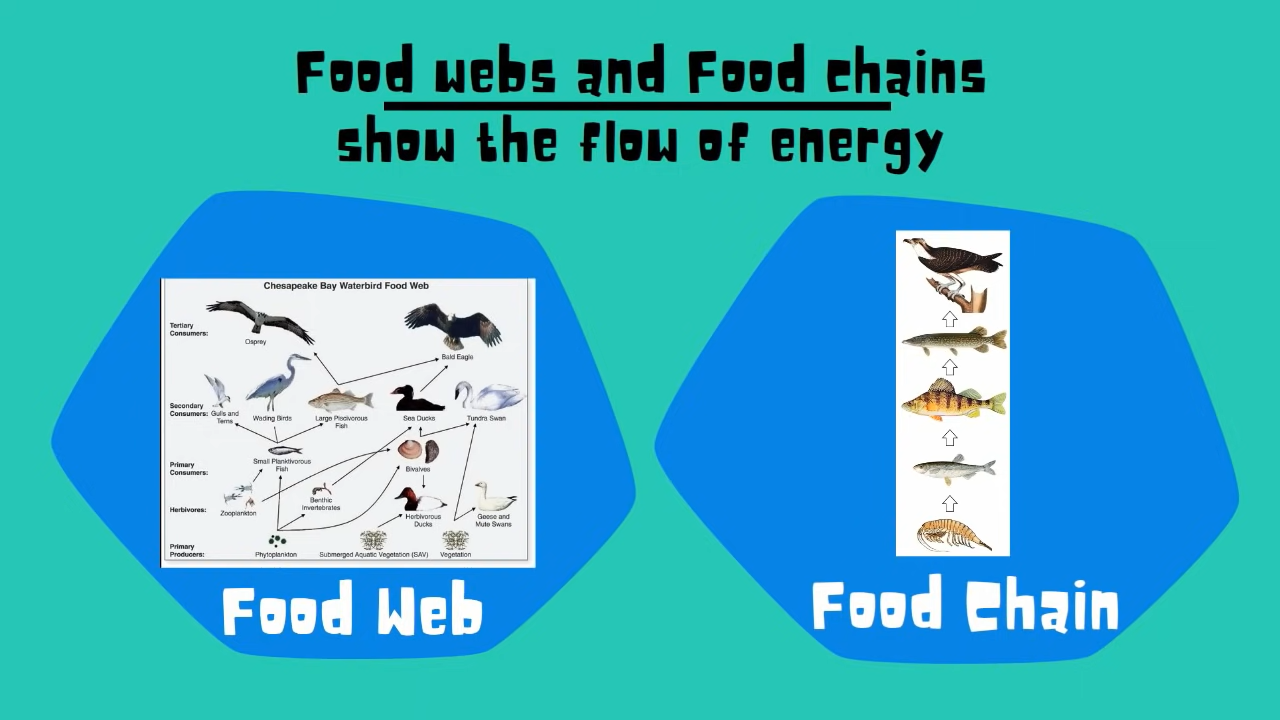 Food webs and Food chains
show the flow of energy
Chesapeake Bay Waterbird Food Web
Tertiary
Consumers:
Osprey
Bald Eagle
Secondary
Consumers:
Gulls and
Terns
Wading Birds
Large Piscivorous
Fish
Sea Ducks
Tundra Swan
Primary
Consumers:
Small Planktivorous
Fish
Bivalves
Herbivores:
Zooplankton
Benthic
Invertebrates
Herbivorous
Ducks
Geese and
Mute Swans
Primary
Producers:
Phytoplankton
Submerged Aquatic Vegetation (SAV)
Vegetation
Food Web
Food Chain